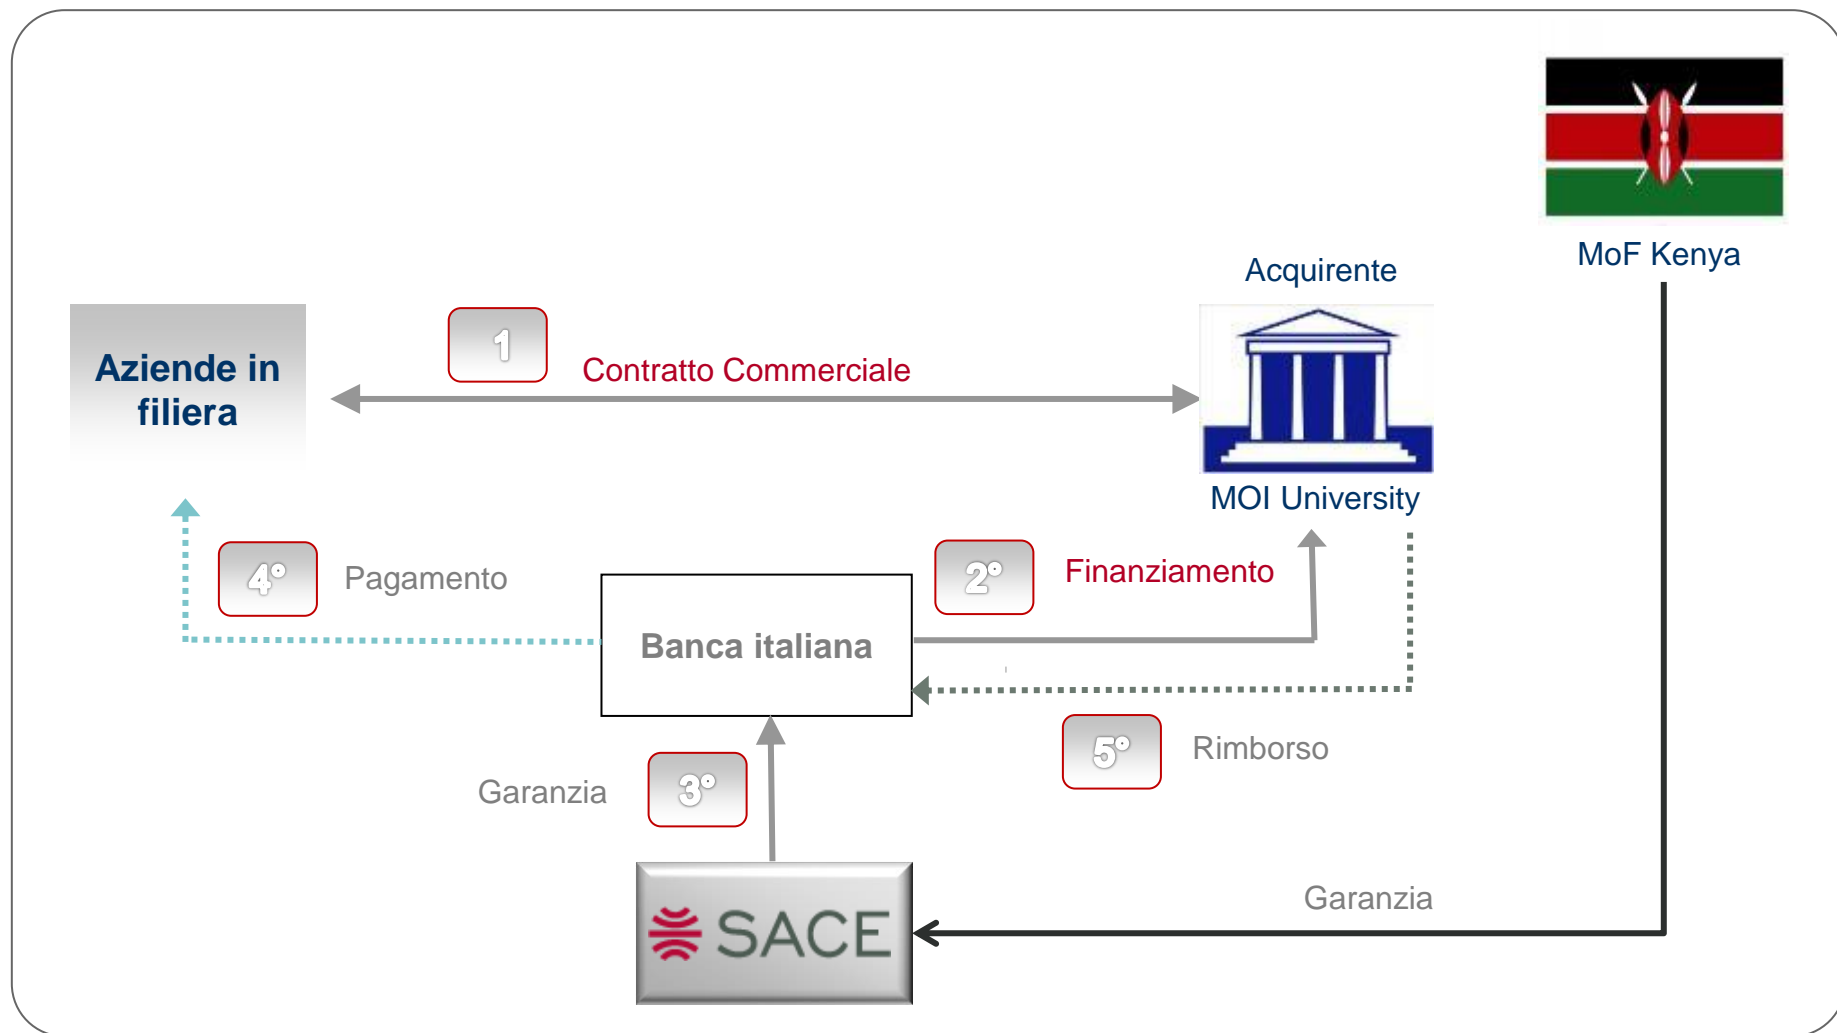 MoF Kenya
Acquirente
1
Contratto Commerciale
Aziende in
filiera
MOI University
4°
Pagamento
2°
Finanziamento
Banca italiana
5°
Rimborso
Garanzia
3°
Garanzia
SACE